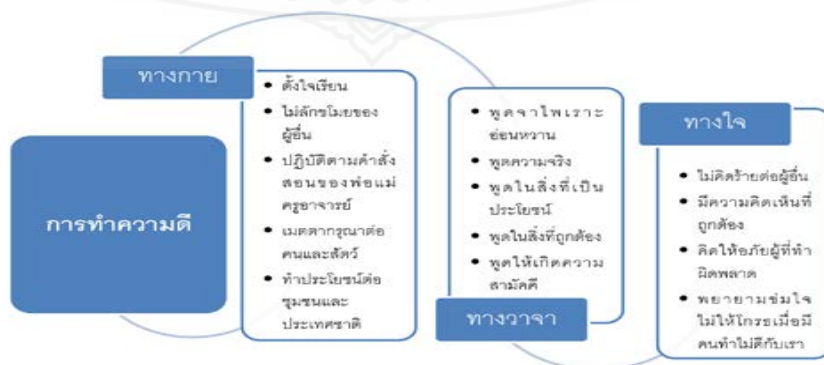 การทำความดี
ทางกาย
• ตั้งใจเรียน
• ไม่ลักขโมยของ
ผู้อื่น
• ปฏิบัติตามคำสั่ง
สอนของพ่อแม่
ครูอาจารย์
• เมตตากรุณาต่อ
คนและสัตว์
• ทำประโยชน์ต่อ
ชุมชนและ
ประเทศชาติ
• พูดจาไพเราะ
อ่อนหวาน
• พูดความจริง
• พูดในสิ่งที่เป็น
ประโยชน์
• พูดในสิ่งที่ถูกต้อง
• พูดให้เกิดความ
สามัคคี
ทางวาจา
ทางใจ
• ไม่คิดร้ายต่อผู้อื่น
• มีความคิดเห็นที่
ถูกต้อง
• คิดให้อภัยผู้ที่ทำ
ผิดพลาด
• พยายามข่มใจ
ไม่ให้โกรธเมื่อมี
คนทำไม่ดีกับเรา